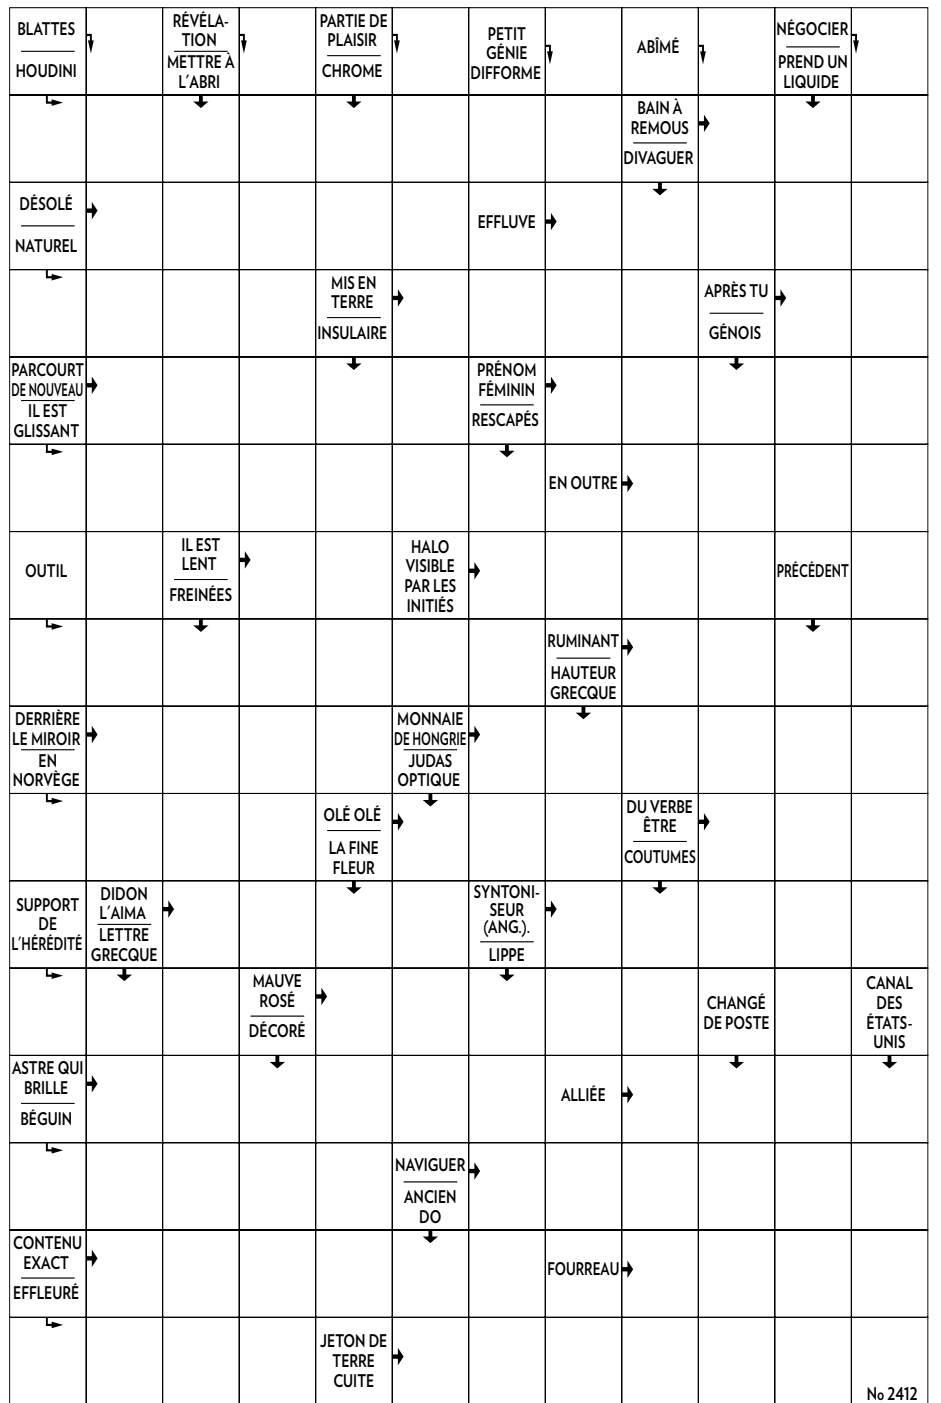 BLATTES
HOUDINI
RÉVÉLA-
TION
METTRE À
L'ABRI
PARTIE DE
PLAISIR
CHROME
PETIT
GÉNIE
DIFFORME
ABÎMÉ
NÉGOCIER
PREND UN
LIQUIDE
BAIN À
REMOUS
DIVAGUER
DÉSOLÉ
NATUREL
EFFLUVE
MIS EN
TERRE
INSULAIRE
APRÈS TU
GÉNOIS
PARCOURT
DE NOUVEAU
IL EST
GLISSANT
PRÉNOM
FÉMININ
RESCAPÉS
EN OUTRE
OUTIL
IL EST
LENT
FREINÉES
HALO
VISIBLE
PAR LES
INITIÉS
PRÉCÉDENT
RUMINANT
HAUTEUR
GRECQUE
DERRIÈRE
LE MIROIR
EN
NORVÈGE
MONNAIE
DE HONGRIE
JUDAS
OPTIQUE
OLÉ OLÉ
LA FINE
FLEUR
DU VERBE
ÊTRE
COUTUMES
SUPPORT
DE
L'HÉRÉDITÉ
DIDON
L'AIMA
LETTRE
GRECQUE
SYNTONI-
SEUR
(ANG.).
LIPPE
MAUVE
ROSÉ
DÉCORÉ
CHANGÉ
DE POSTE
CANAL
DES
ÉTATS-
UNIS
ASTRE QUI
BRILLE
BÉGUIN
ALLIÉE
NAVIGUER
ANCIEN
DO
CONTENU
EXACT
EFFLEURÉ
FOURREAU
JETON DE
TERRE
CUITE
No 2412